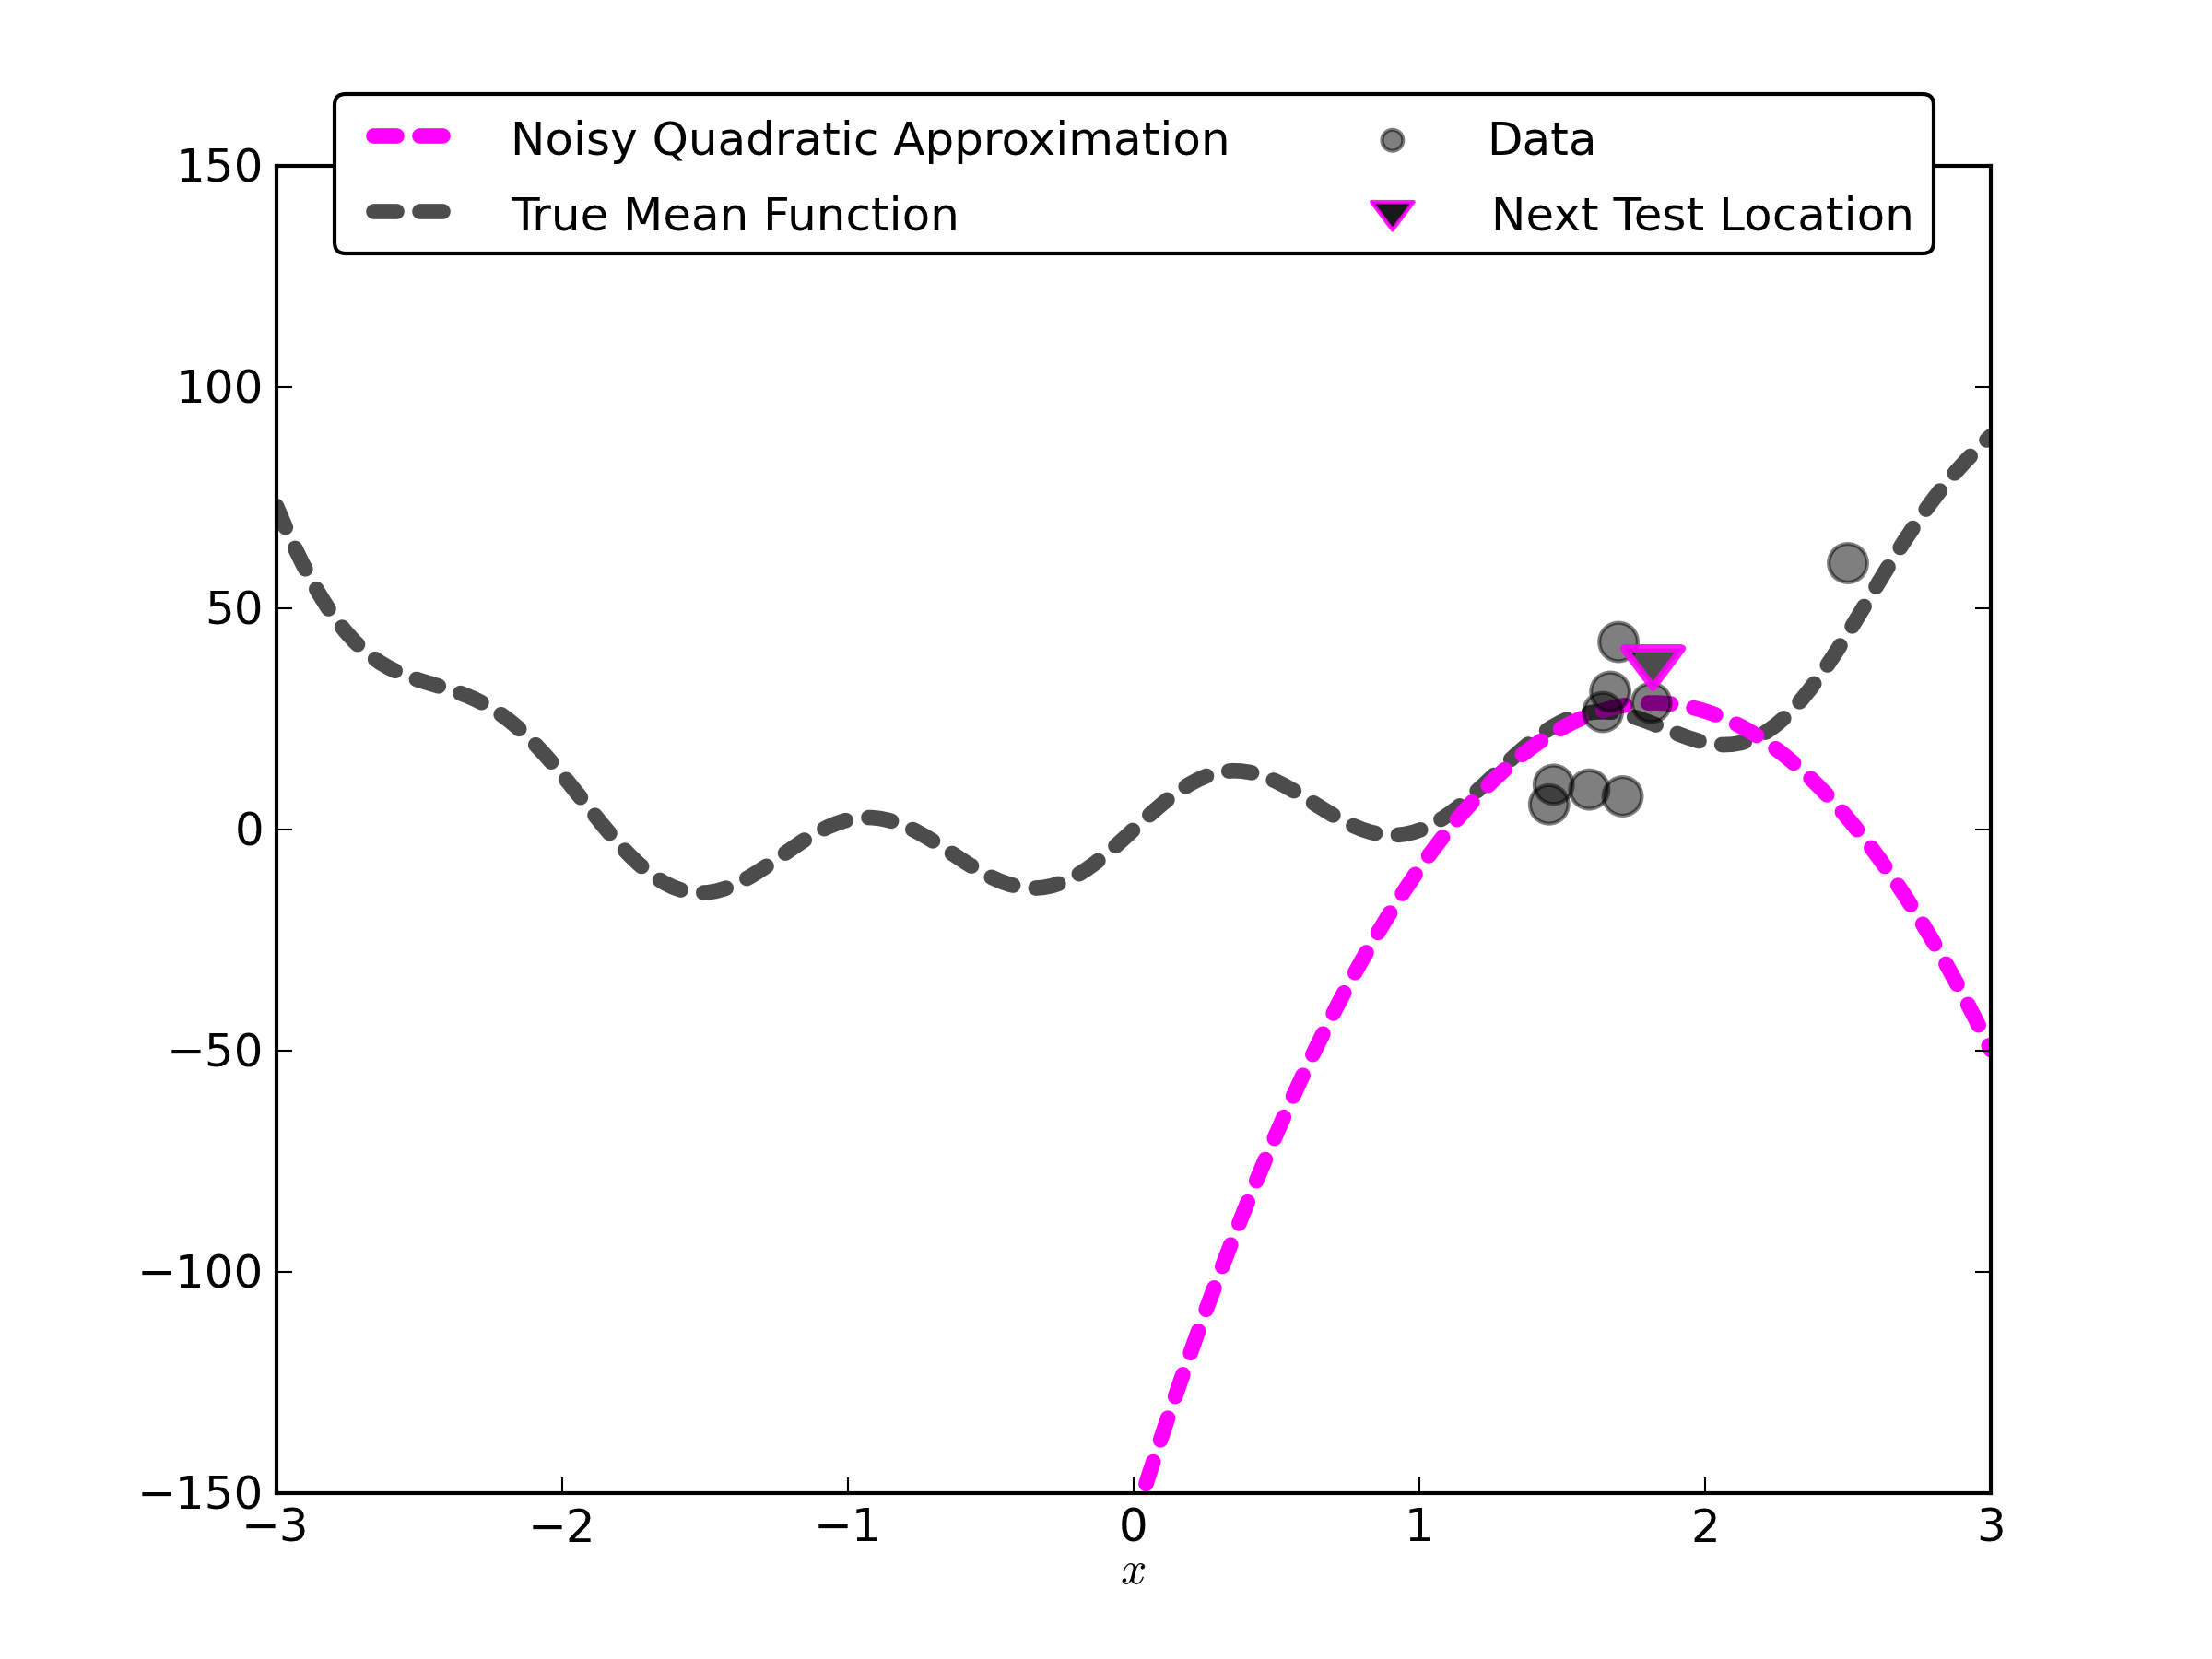 Noisy Quadratic Approximation
Data
True Mean Function
Next Test Location
150
100
50
0
−50
−100
−150
−3 −2 −1 0 1 2 3
x